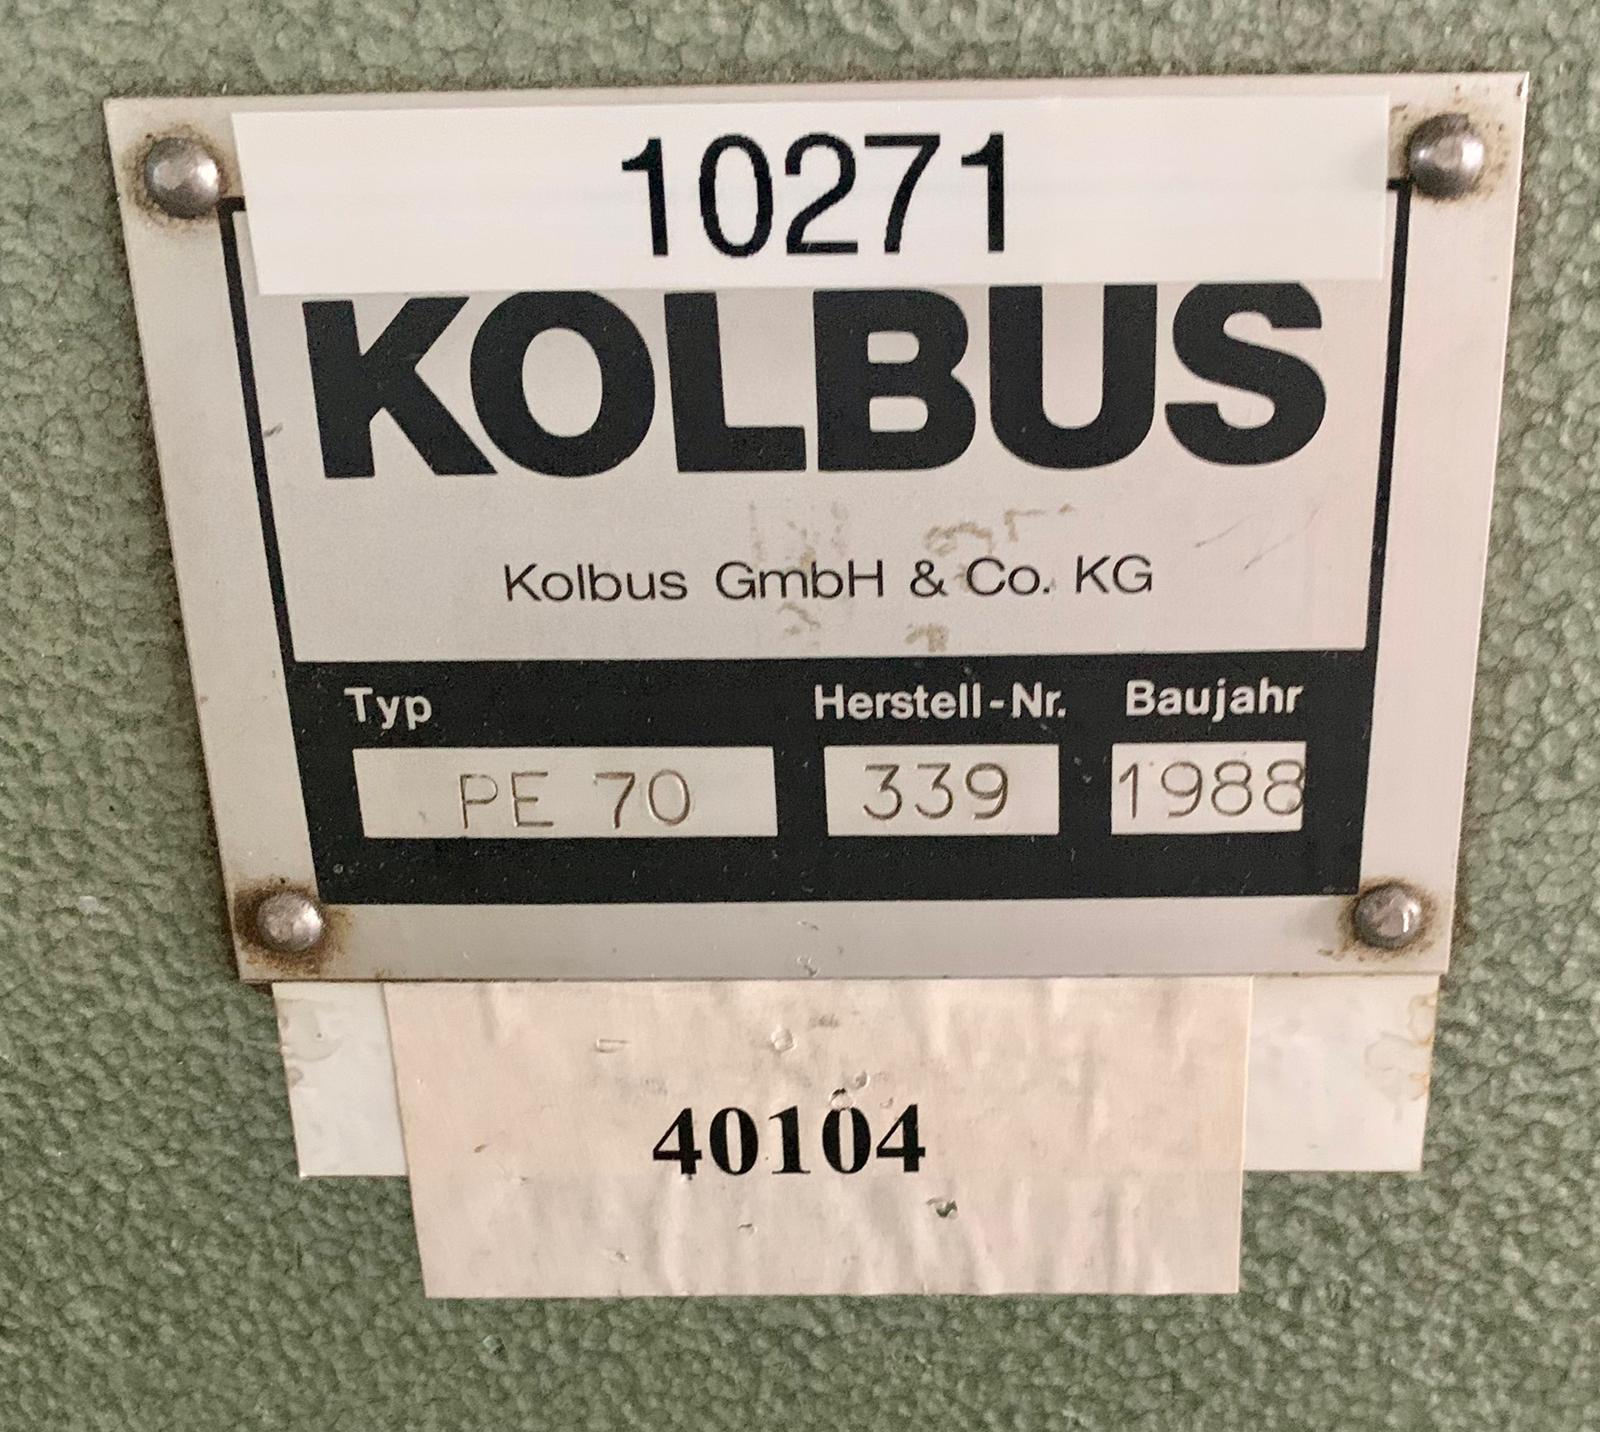 10271
KOLBUS
Kolbus GmbH & Co. KG
Typ Herstell-Nr. Baujahr
PE 70 339 1988
40104